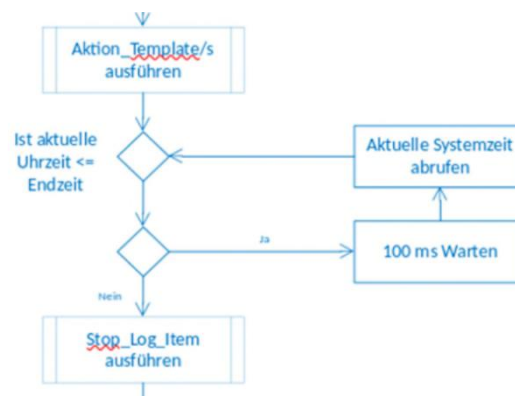 Aktion_Template/s
ausführen
Ist aktuelle
Uhrzeit <=
Endzeit
Aktuelle Systemzeit
abrufen
Ja
100 ms Warten
Nein
Stop_Log_Item
ausführen